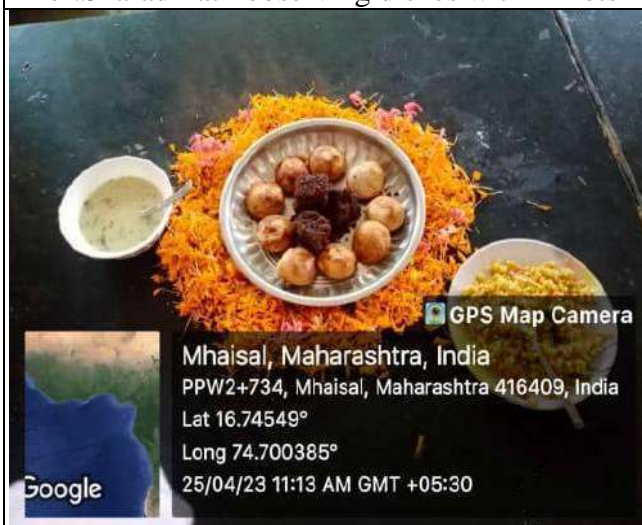 GPS Map Camera
Mhaisal, Maharashtra, India
PPW2+734, Mhaisal, Maharashtra 416409, India
Lat 16.74549°
Long 74.700385°
25/04/23 11:13 AM GMT +05:30
Google